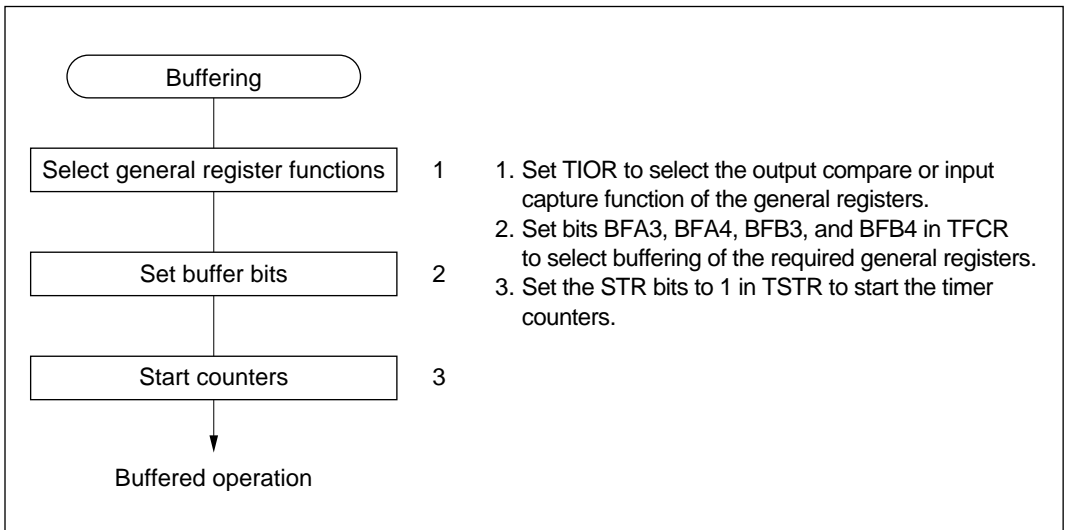 Buffering
Select general register functions 1
Set buffer bits 2
Start counters 3
Buffered operation
1. Set TIOR to select the output compare or input
capture function of the general registers.
2. Set bits BFA3, BFA4, BFB3, and BFB4 in TFCR
to select buffering of the required general registers.
3. Set the STR bits to 1 in TSTR to start the timer
counters.